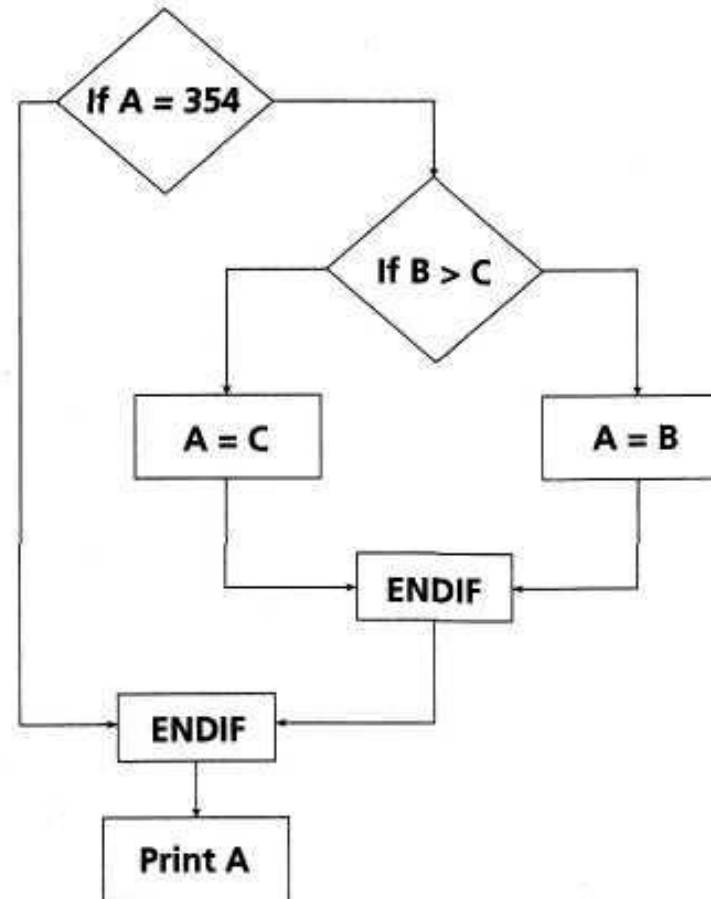 If A = 354
If B > C
A = C
A = B
ENDIF
ENDIF
Print A